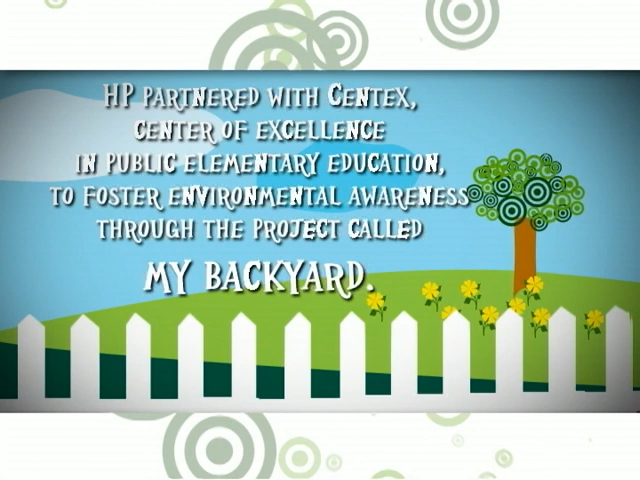 HP partnered with Centex,
center of excellence
in public elementary education,
to foster environmental awareness
through the project called
My Backyard.